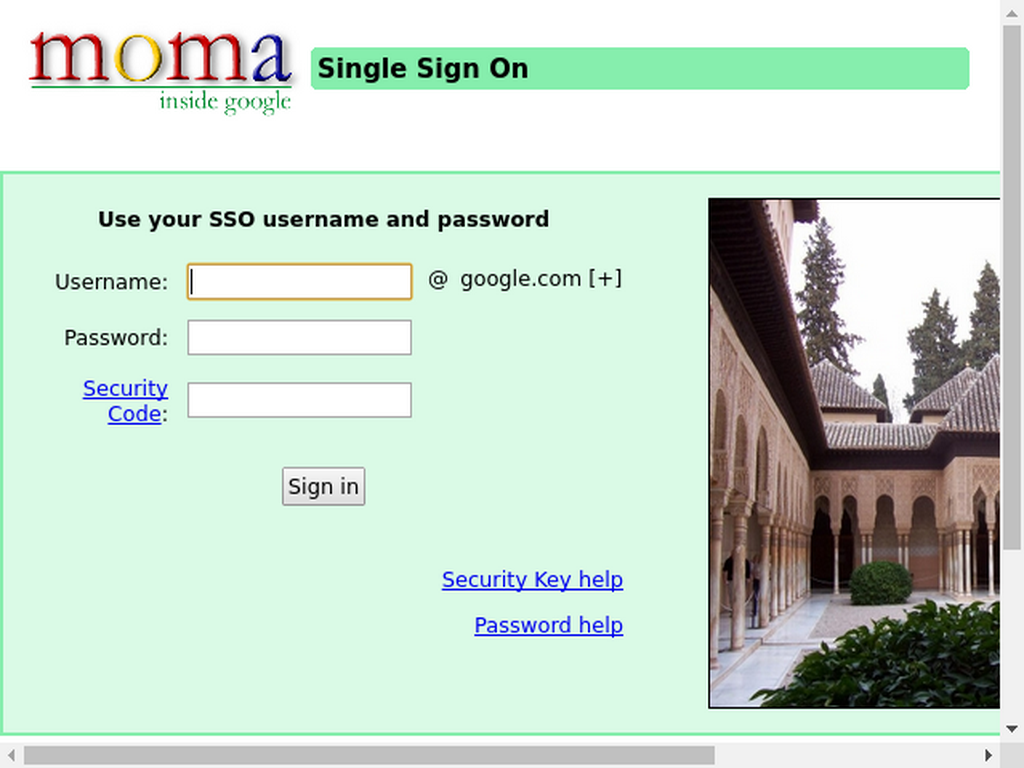 moma
inside google
Single Sign On
Use your SSO username and password
Username:
@ google.com [+]
Password:
Security
Code:
Sign in
Security Key help
Password help